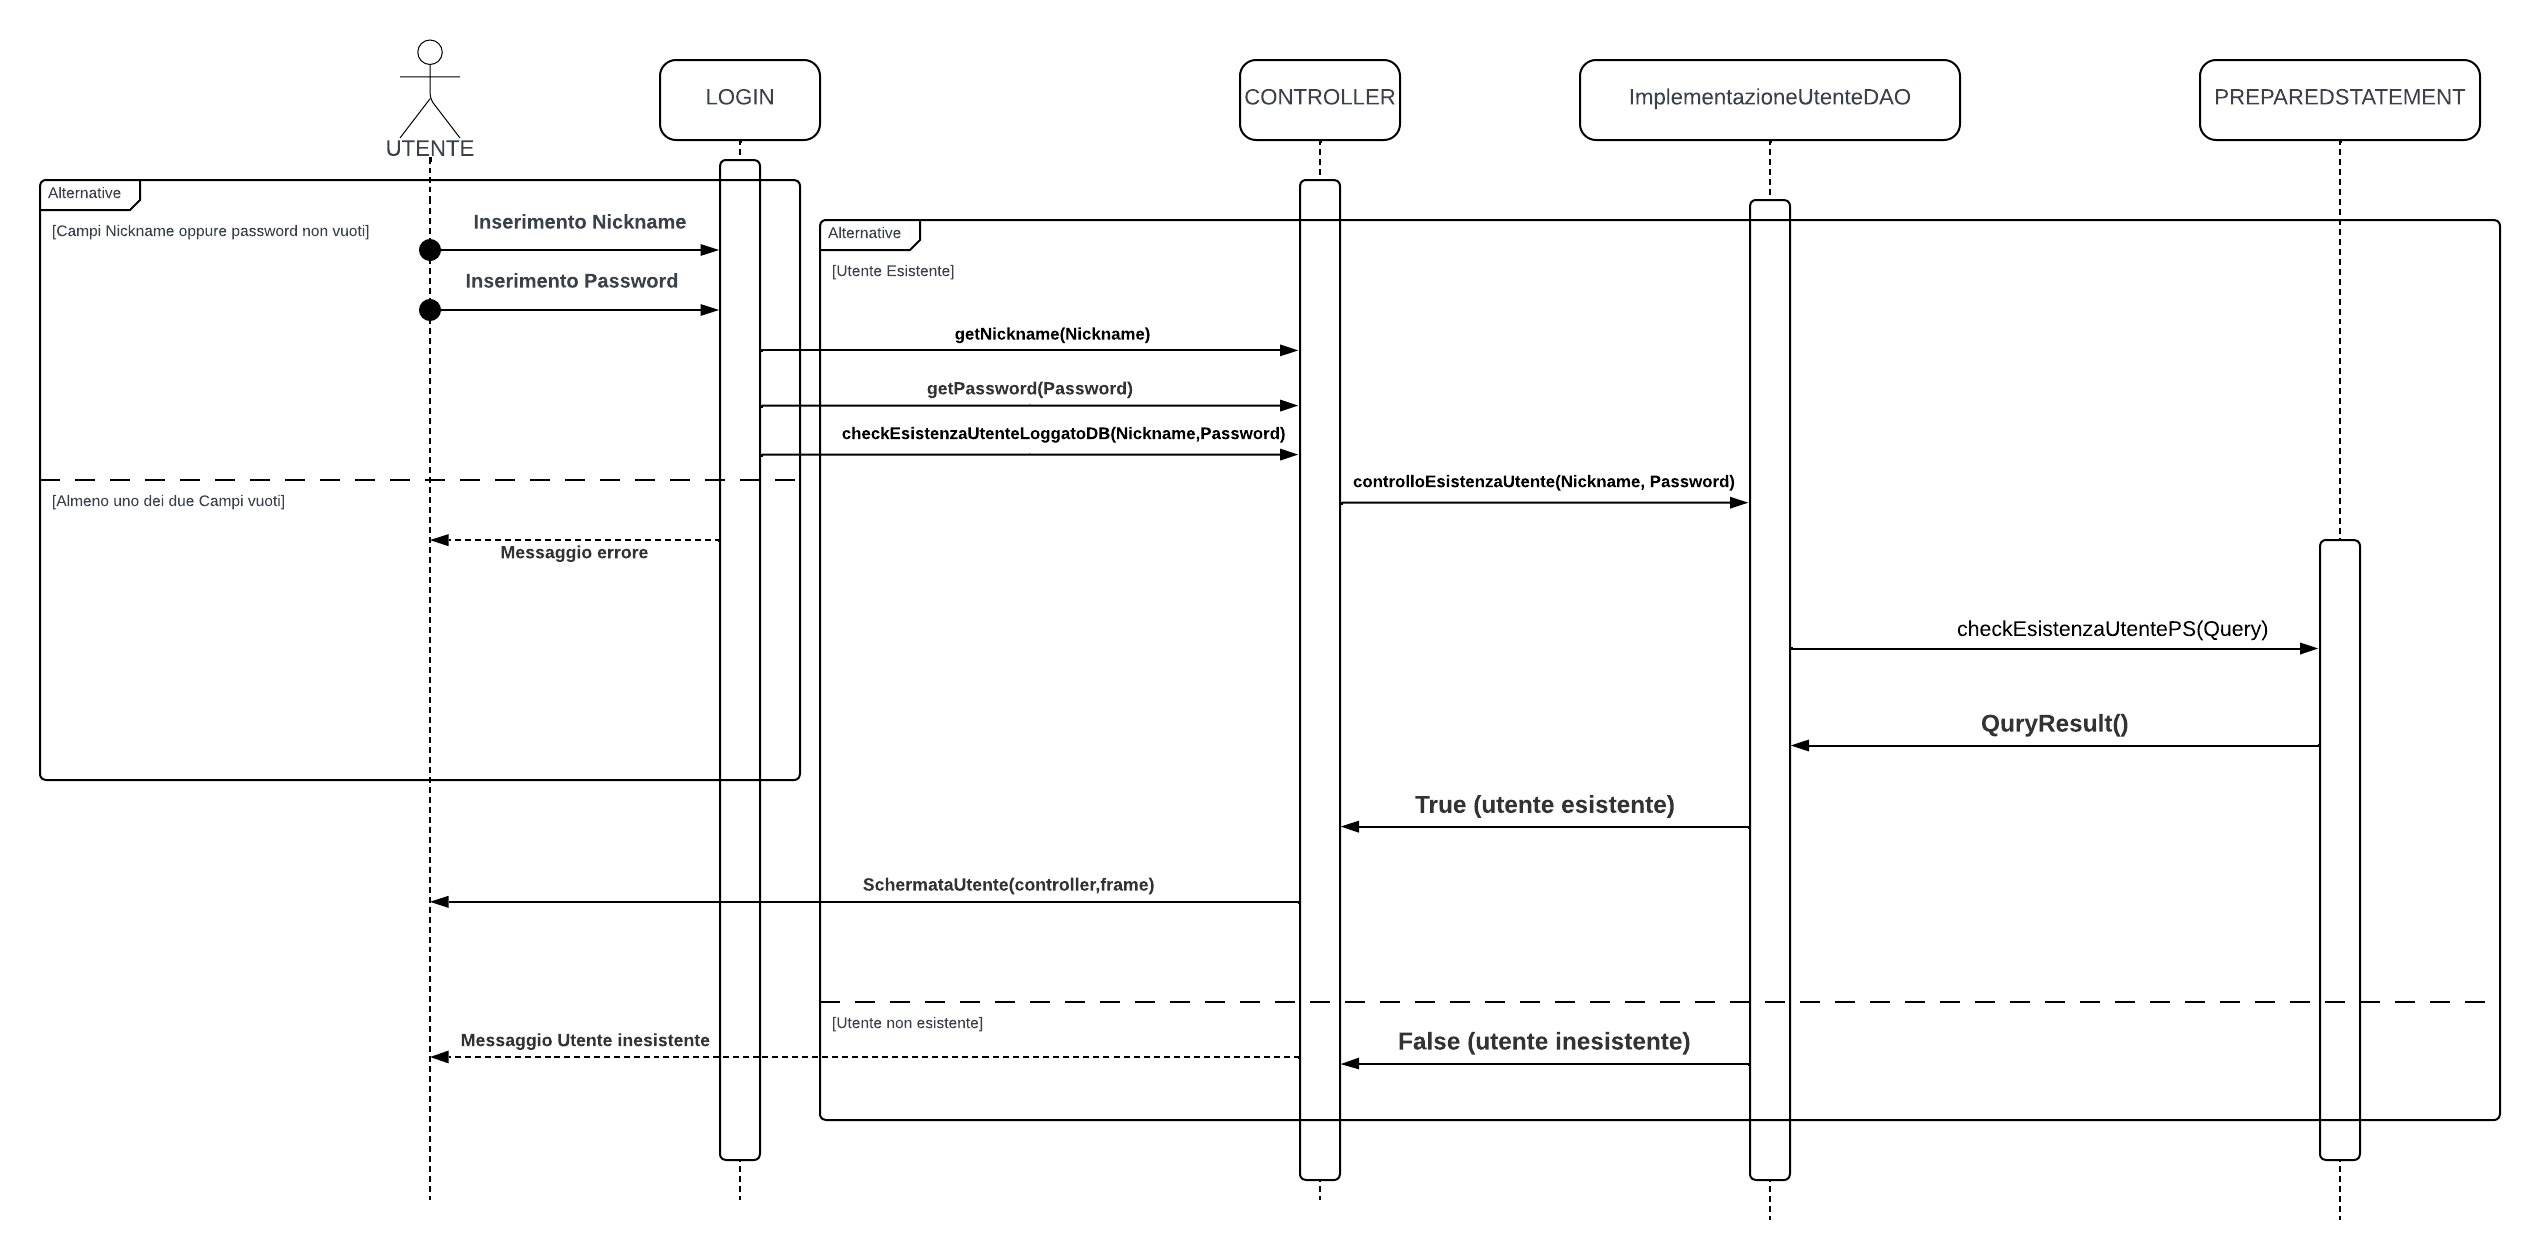 UTENTE
LOGIN
CONTROLLER
ImplementazioneUtenteDAO
PREPAREDSTATEMENT
Alternative
[Campi Nickname oppure password non vuoti]
Inserimento Nickname
Inserimento Password
Alternative
[Utente Esistente]
getNickname(Nickname)
getPassword(Password)
checkEsistenzaUtenteLoggatoDB(Nickname,Password)
controlloEsistenzaUtente(Nickname, Password)
[Almeno uno dei due Campi vuoti]
Messaggio errore
checkEsistenzaUtentePS(Query)
QuryResult()
True (utente esistente)
SchermataUtente(controller,frame)
[Utente non esistente]
Messaggio Utente inesistente
False (utente inesistente)